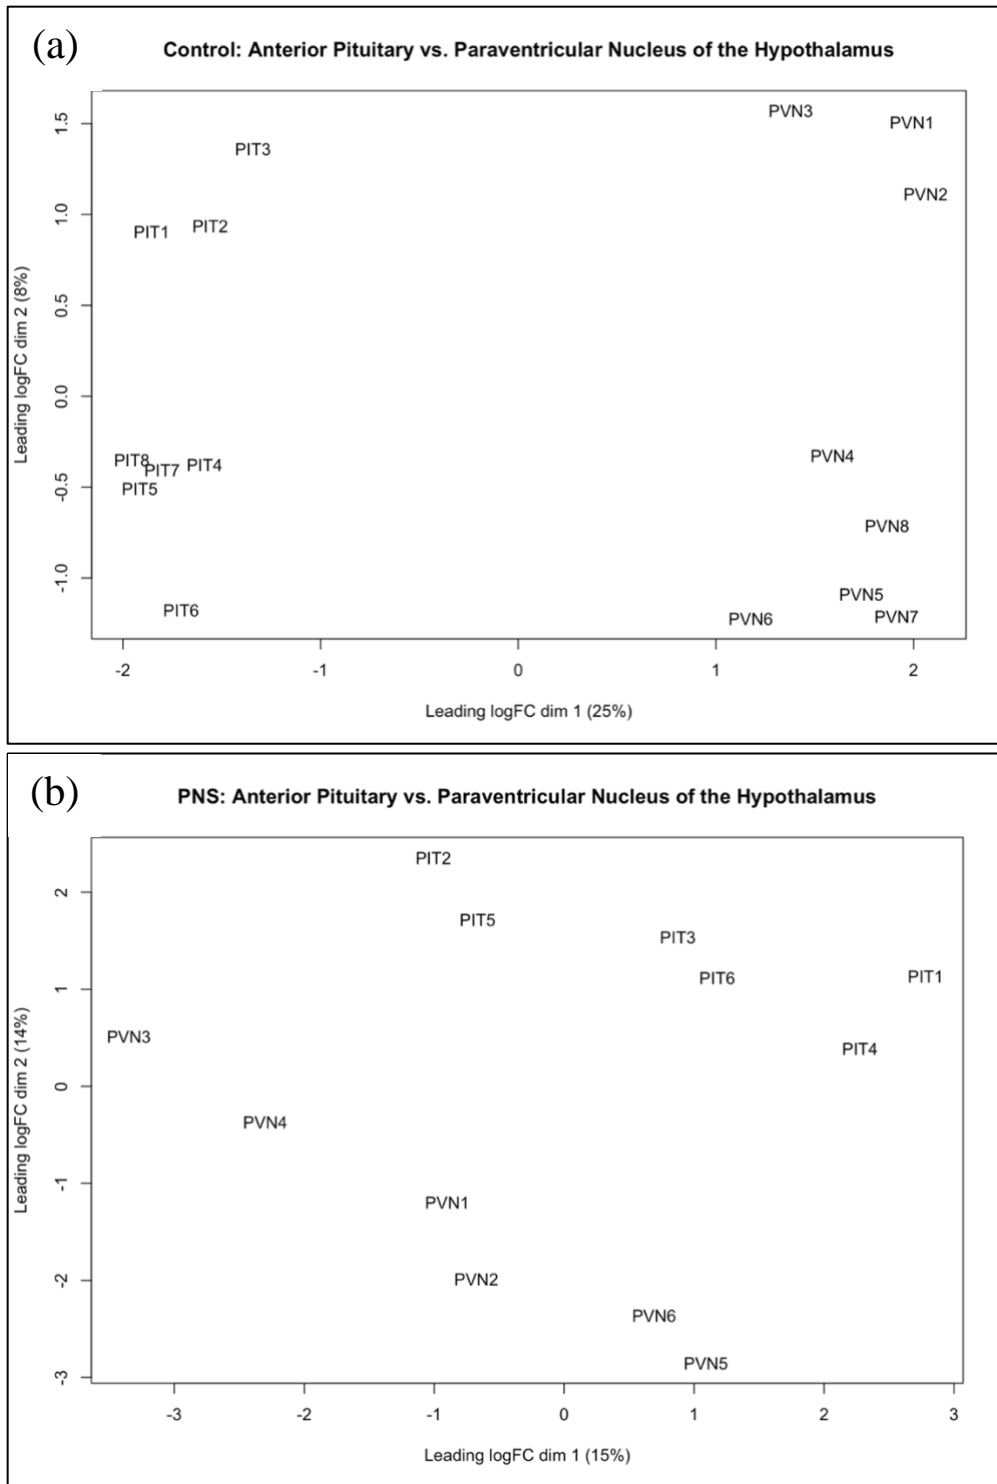 (a)
Control: Anterior Pituitary vs. Paraventricular Nucleus of the Hypothalamus
Leading logFC dim 2 (8%)
1.5
1.0
0.5
0.0
-0.5
-1.0
PVN3
PVN1
PIT3
PVN2
PIT2
PIT1
PIT8
PIT7
PIT4
PVN4
PIT5
PVN8
PVN5
PIT6
PVN6
PVN7
-2 -1 0 1 2
Leading logFC dim 1 (25%)
(b)
PNS: Anterior Pituitary vs. Paraventricular Nucleus of the Hypothalamus
Leading logFC dim 2 (14%)
2
1
0
-1
-2
-3
PIT2
PIT5
PIT3
PIT6
PIT1
PVN3
PIT4
PVN4
PVN1
PVN2
PVN6
PVN5
-3 -2 -1 0 1 2 3
Leading logFC dim 1 (15%)